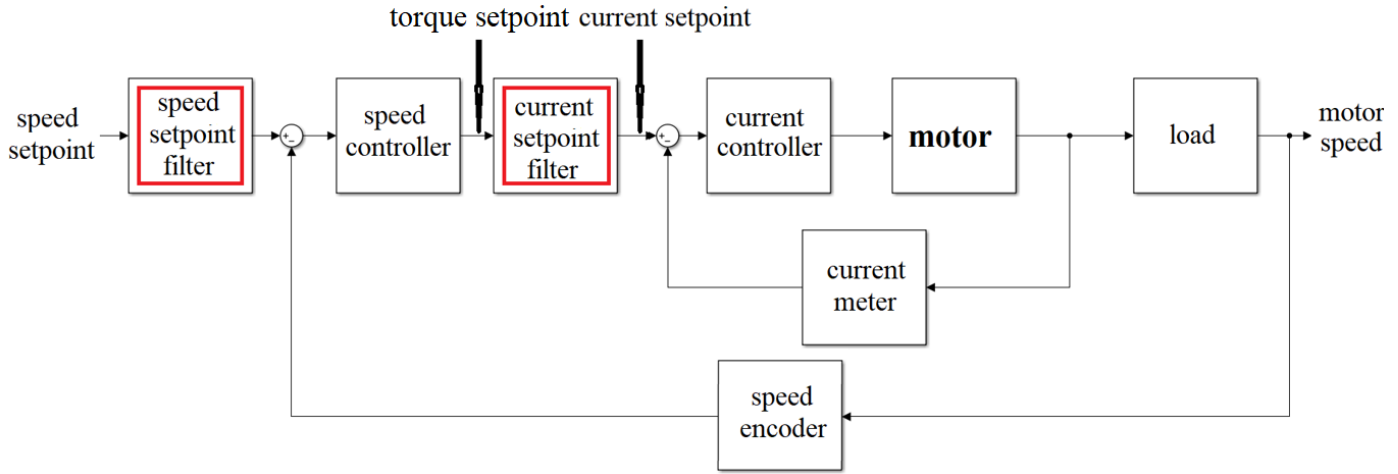 torque setpoint current setpoint
speed
setpoint
speed
setpoint
filter
+
-
speed
controller
current
setpoint
filter
+
-
current
controller
motor
load
motor
speed
current
meter
speed
encoder